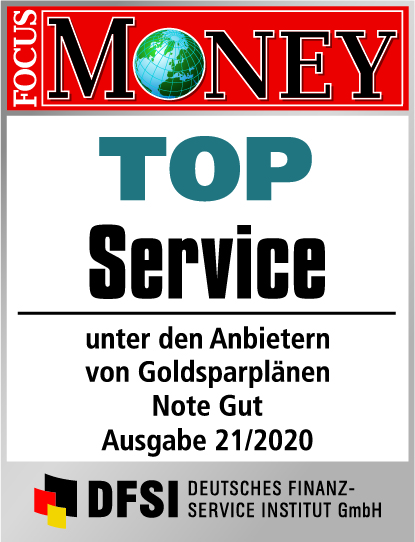 FOCUS
MONEY
TOP
Service
unter den Anbietern
von Goldsparplänen
Note Gut
Ausgabe 21/2020
DFSI DEUTSCHES FINANZ-
SERVICE INSTITUT GmbH